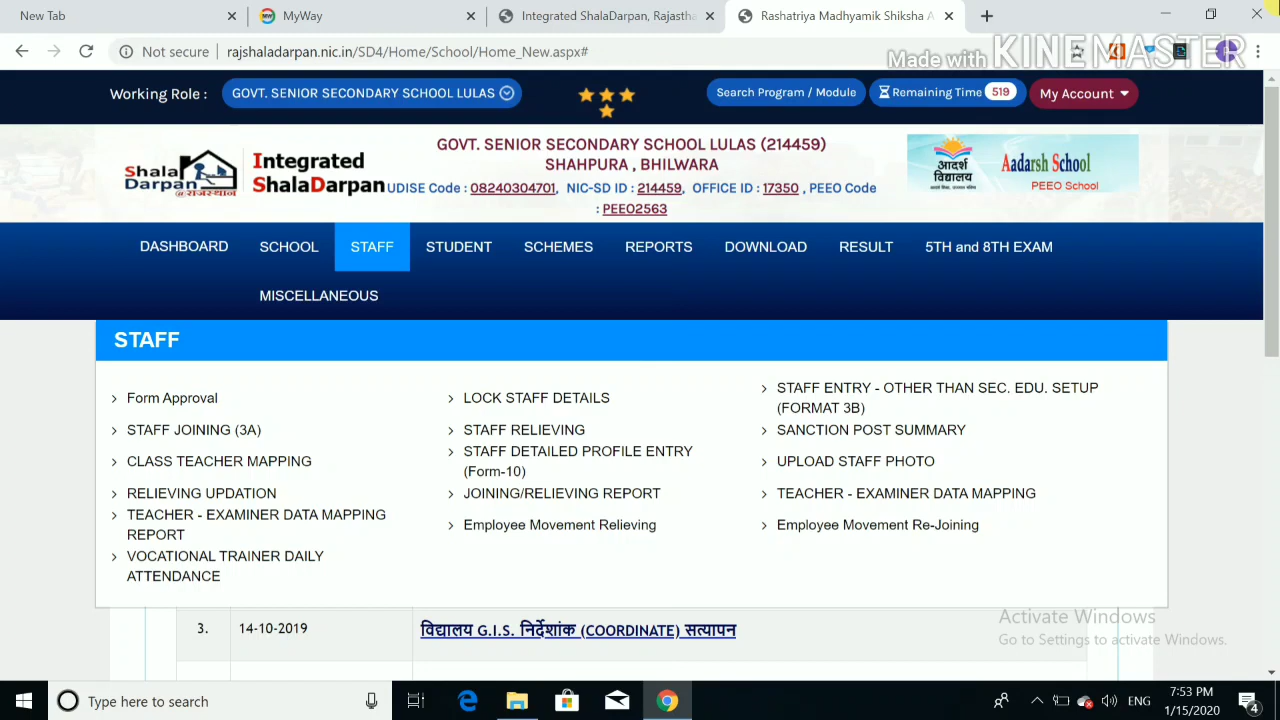 New Tab
MyWay
Integrated ShalaDarpan, Rajastha
Rashatriya Madhyamik Shiksha A
Not secure
rajshaladarpan.nic.in/SD4/Home/School/Home_New.aspx#
Made with KINEMASTER
Working Role :
GOVT. SENIOR SECONDARY SCHOOL LULAS
Search Program / Module
Remaining Time 519
My Account
Shala
Darpan
@राजस्थान
Integrated
ShalaDarpan
GOVT. SENIOR SECONDARY SCHOOL LULAS (214459)
SHAHPURA , BHILWARA
UDISE Code : 08240304701, NIC-SD ID : 214459, OFFICE ID : 17350 , PEEO Code
: PEEO2563
आदर्श
विद्यालय
Aadarsh School
PEEO School
DASHBOARD SCHOOL STAFF STUDENT SCHEMES REPORTS DOWNLOAD RESULT 5TH and 8TH EXAM
MISCELLANEOUS
STAFF
Form Approval
LOCK STAFF DETAILS
STAFF ENTRY - OTHER THAN SEC. EDU. SETUP
(FORMAT 3B)
STAFF JOINING (3A)
STAFF RELIEVING
SANCTION POST SUMMARY
CLASS TEACHER MAPPING
STAFF DETAILED PROFILE ENTRY
(Form-10)
UPLOAD STAFF PHOTO
RELIEVING UPDATION
JOINING/RELIEVING REPORT
TEACHER - EXAMINER DATA MAPPING
TEACHER - EXAMINER DATA MAPPING
REPORT
Employee Movement Relieving
Employee Movement Re-Joining
VOCATIONAL TRAINER DAILY
ATTENDANCE
3. 14-10-2019 विद्यालय G.I.S. निर्देशांक (COORDINATE) सत्यापन
Activate Windows
Go to Settings to activate Windows.
Type here to search
ENG
7:53 PM
1/15/2020
4